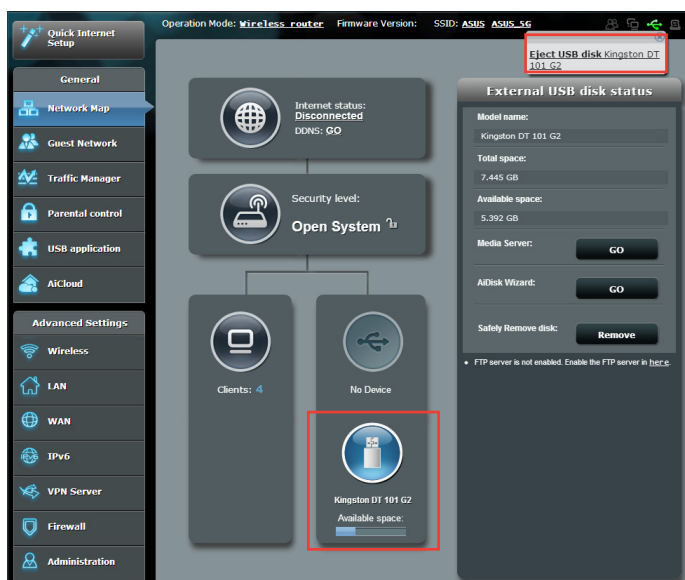 Operation Mode: Wireless router Firmware Version: SSID: ASUS ASUS_5G
Quick Internet
Setup
Eject USB disk Kingston DT
101 G2
General
Network Map
Guest Network
Traffic Manager
Parental control
USB application
AiCloud
Advanced Settings
Wireless
LAN
WAN
IPv6
VPN Server
Firewall
Administration
Internet status:
Disconnected
DDNS: GO
Security level:
Open System
Clients: 4
No Device
Kingston DT 101 G2
Available space:
External USB disk status
Model name:
Kingston DT 101 G2
Total space:
7.445 GB
Available space:
5.392 GB
Media Server: GO
AiDisk Wizard: GO
Safely Remove disk: Remove
• FTP server is not enabled. Enable the FTP server in here.